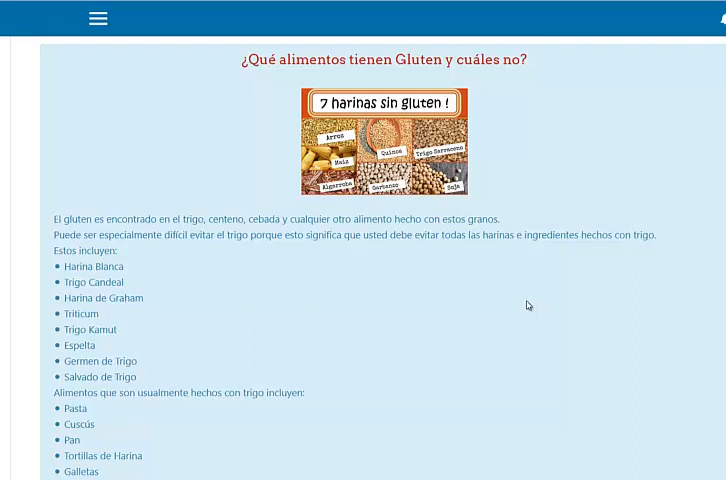 ¿Qué alimentos tienen Gluten y cuáles no?
7 harinas sin gluten !
Arroz
Maiz
Quinoa
Trigo Sarraceno
Algarroba
Garbanzo
Soja
El gluten es encontrado en el trigo, centeno, cebada y cualquier otro alimento hecho con estos granos.
Puede ser especialmente difícil evitar el trigo porque esto significa que usted debe evitar todas las harinas e ingredientes hechos con trigo.
Estos incluyen:
• Harina Blanca
• Trigo Candeal
• Harina de Graham
• Triticum
• Trigo Kamut
• Espelta
• Germen de Trigo
• Salvado de Trigo
Alimentos que son usualmente hechos con trigo incluyen:
• Pasta
• Cuscús
• Pan
• Tortillas de Harina
• Galletas